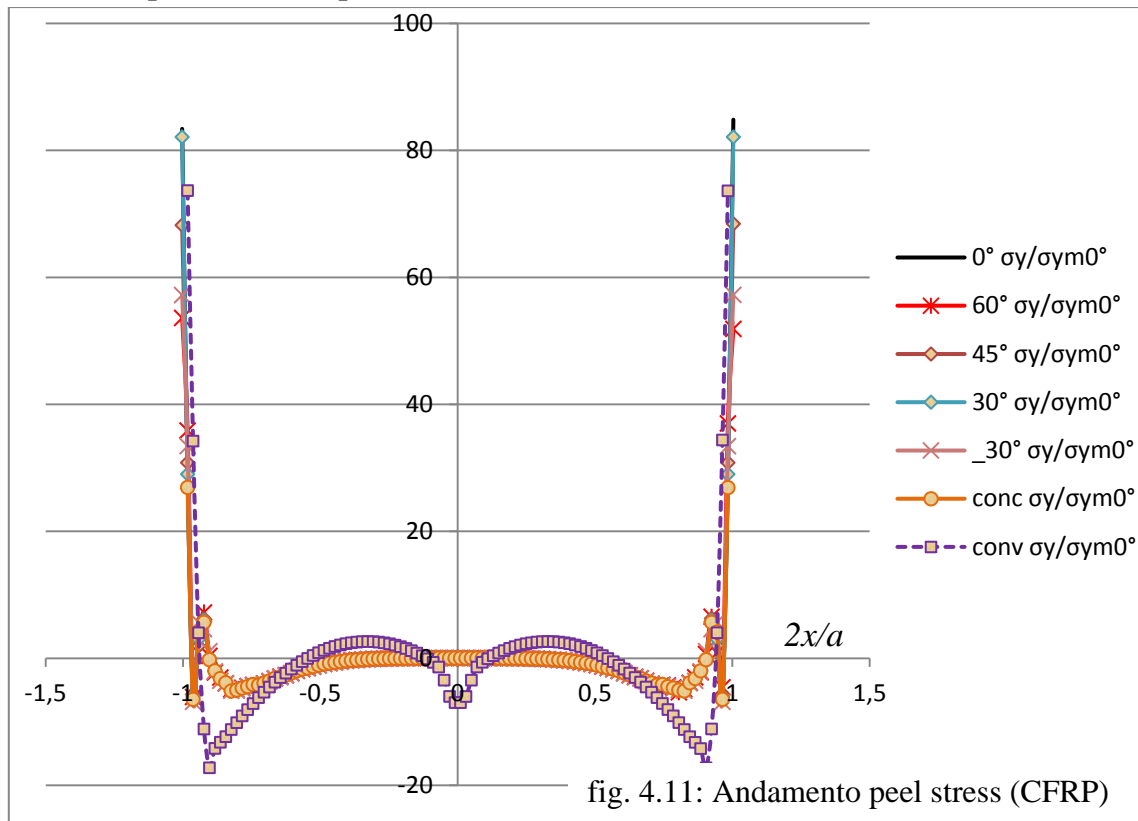 100
80
60
40
20
0
-20
-1,5
-1
-0,5
0
0,5
1
1,5
2x/a
0° σy/σym0°
60° σy/σym0°
45° σy/σym0°
30° σy/σym0°
_30° σy/σym0°
conc σy/σym0°
conv σy/σym0°
fig. 4.11: Andamento peel stress (CFRP)